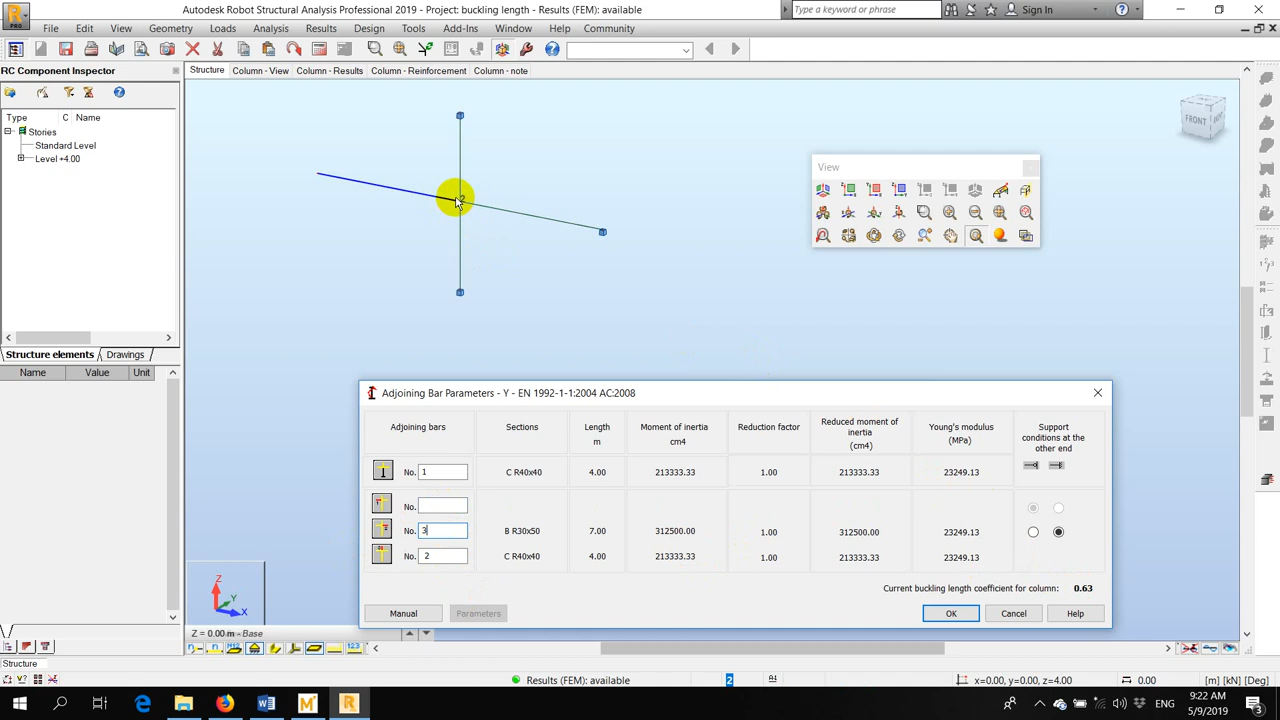 PRO
Autodesk Robot Structural Analysis Professional 2019 - Project: buckling length - Results (FEM): available
Type a keyword or phrase
Sign In
File Edit View Geometry Loads Analysis Results Tools Design Add-Ins Window Help Community
RC Component Inspector
Structure Column - View Column - Results Column - Reinforcement Column - note
Type C Name
Stories
Standard Level
Level +4.00
FRONT
View
2
Structure elements Drawings
Name Value Unit
Adjoining Bar Parameters - Y - EN 1992-1-1:2004 AC:2008
Adjoining bars Sections Length m Moment of inertia cm4 Reduction factor Reduced moment of inertia (cm4) Young's modulus (MPa) Support conditions at the other end
No. 1 C R40x40 4.00 213333.33 1.00 213333.33 23249.13
No.
No. 3 B R30x50 7.00 312500.00 1.00 312500.00 23249.13
No. 2 C R40x40 4.00 213333.33 1.00 213333.33 23249.13
Current buckling length coefficient for column: 0.63
Manual Parameters OK Cancel Help
Z
Y
X
Z = 0.00 m - Base
Structure
Results (FEM): available 2 x=0.00, y=0.00, z=4.00 0.00 [m] [kN] [Deg]
ENG 9:22 AM
5/9/2019